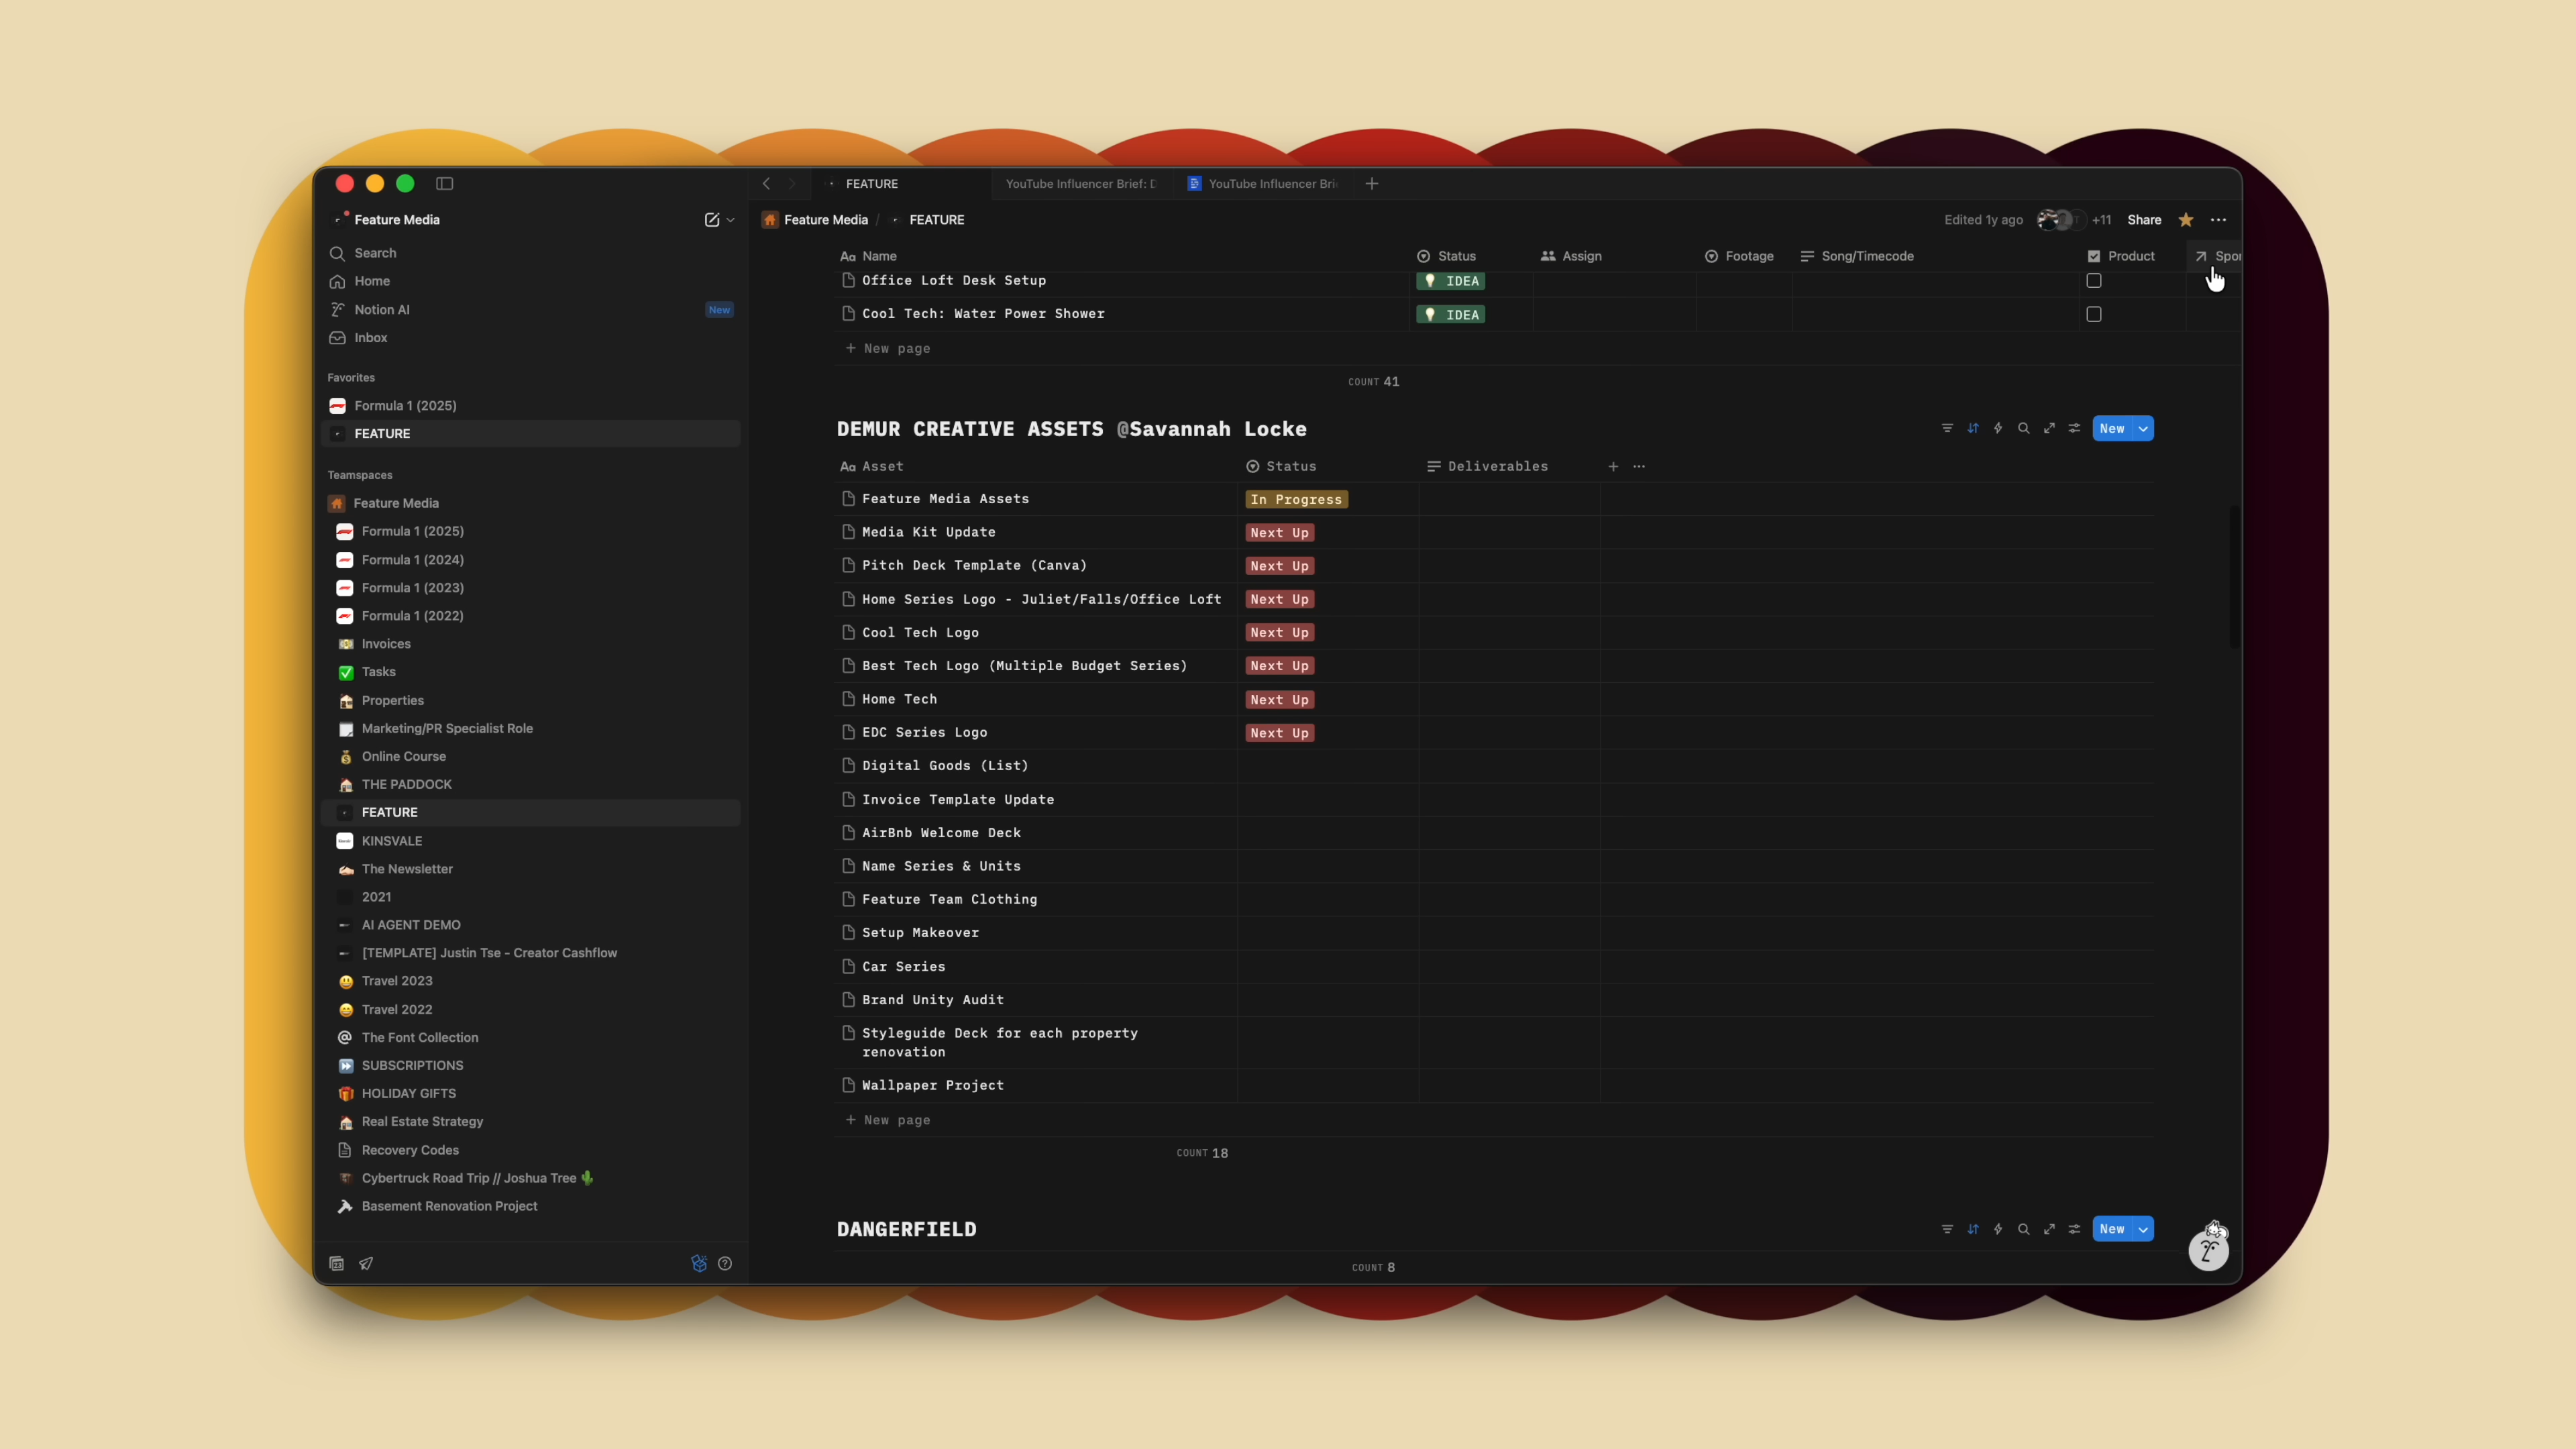 FEATURE
YouTube Influencer Brief: D
YouTube Influencer Bri
Feature Media
Feature Media / FEATURE
Edited 1y ago
+11
Share
Search
Home
Notion AI
New
Inbox
Favorites
Formula 1 (2025)
FEATURE
Teamspaces
Feature Media
Formula 1 (2025)
Formula 1 (2024)
Formula 1 (2023)
Formula 1 (2022)
Invoices
Tasks
Properties
Marketing/PR Specialist Role
Online Course
THE PADDOCK
FEATURE
KINSVALE
The Newsletter
2021
AI AGENT DEMO
[TEMPLATE] Justin Tse - Creator Cashflow
Travel 2023
Travel 2022
The Font Collection
SUBSCRIPTIONS
HOLIDAY GIFTS
Real Estate Strategy
Recovery Codes
Cybertruck Road Trip // Joshua Tree
Basement Renovation Project
Aa Name Status Assign Footage Song/Timecode Product Spor
Office Loft Desk Setup IDEA
Cool Tech: Water Power Shower IDEA
+ New page
COUNT 41
DEMUR CREATIVE ASSETS @Savannah Locke
New
Aa Asset Status Deliverables
Feature Media Assets In Progress
Media Kit Update Next Up
Pitch Deck Template (Canva) Next Up
Home Series Logo - Juliet/Falls/Office Loft Next Up
Cool Tech Logo Next Up
Best Tech Logo (Multiple Budget Series) Next Up
Home Tech Next Up
EDC Series Logo Next Up
Digital Goods (List)
Invoice Template Update
AirBnb Welcome Deck
Name Series & Units
Feature Team Clothing
Setup Makeover
Car Series
Brand Unity Audit
Styleguide Deck for each property
renovation
Wallpaper Project
+ New page
COUNT 18
DANGERFIELD
New
COUNT 8